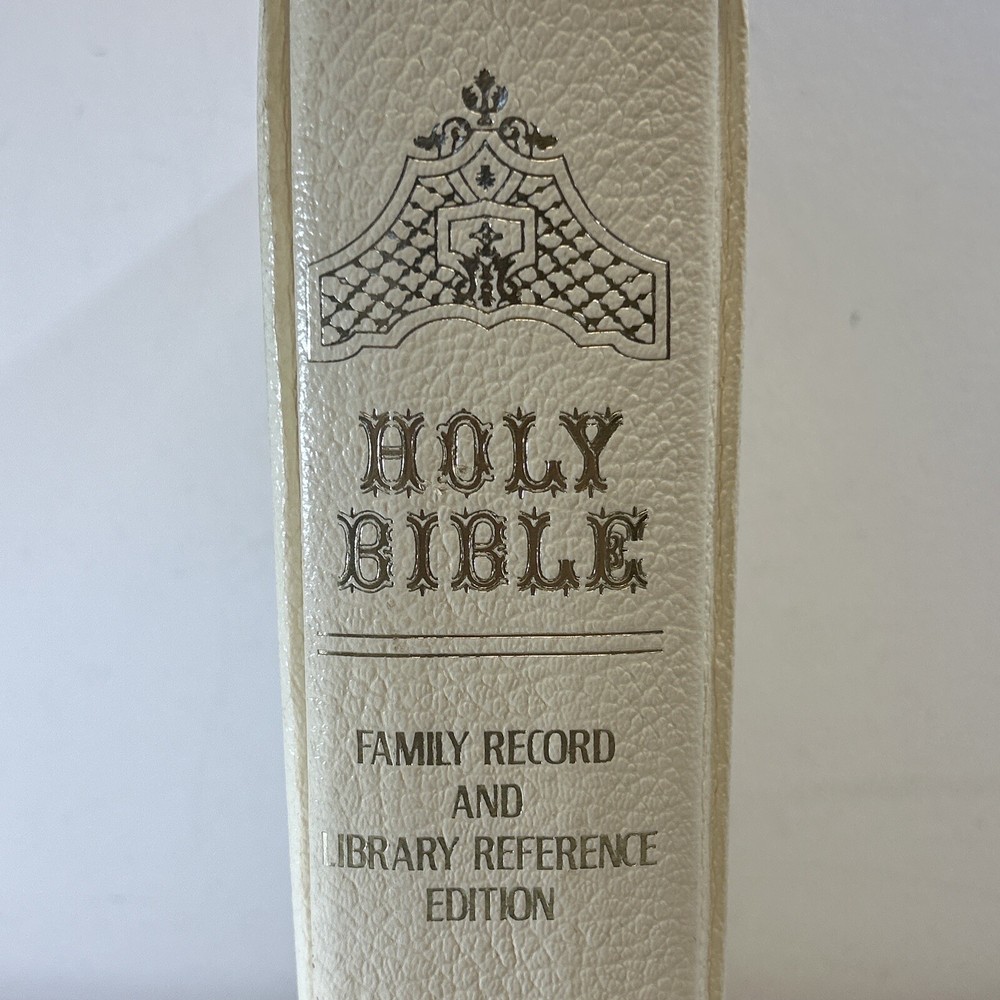 HOLY
BIBLE
FAMILY RECORD
AND
LIBRARY REFERENCE
EDITION